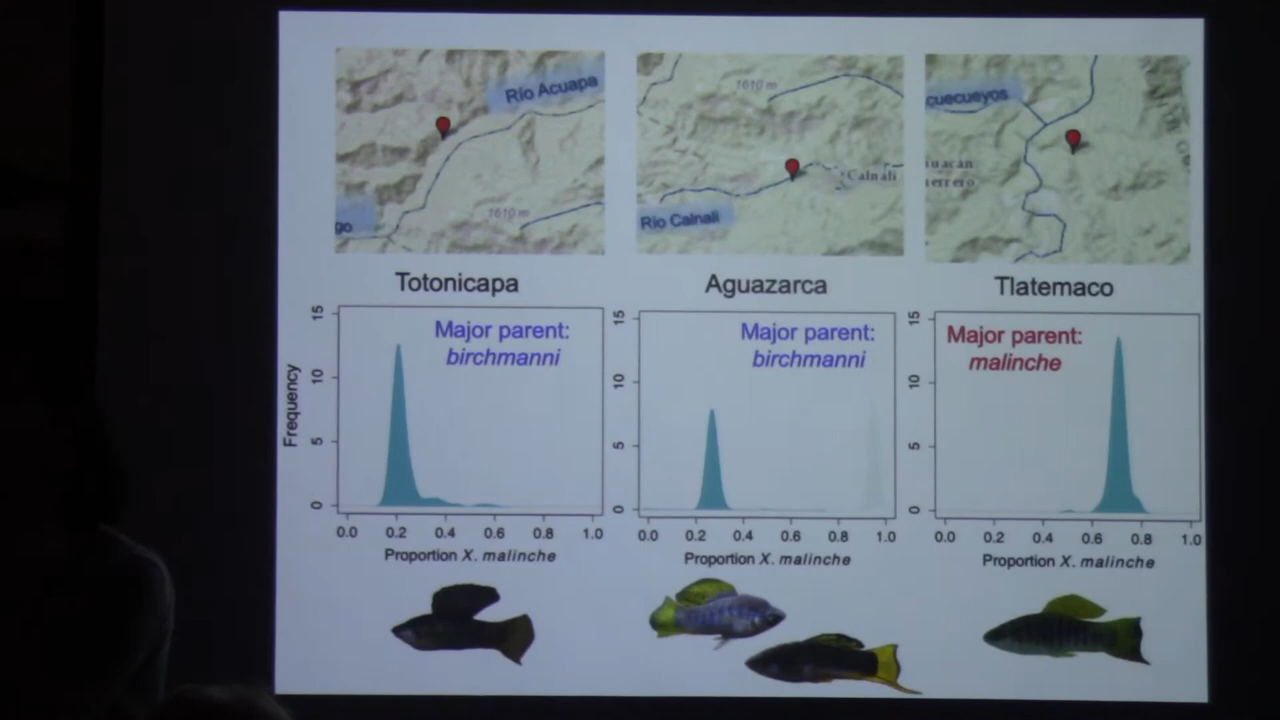 Río Acuapa
1610 m
go
1610 m
Calnali
Río Calnali
cuecueyos
Totonicapa
Aguazarca
Tlatemaco
Major parent:
birchmanni
Major parent:
birchmanni
Major parent:
malinche
Frequency
15
10
5
0
15
10
5
0
15
10
5
0
0.0 0.2 0.4 0.6 0.8 1.0
0.0 0.2 0.4 0.6 0.8 1.0
0.0 0.2 0.4 0.6 0.8 1.0
Proportion X. malinche
Proportion X. malinche
Proportion X. malinche